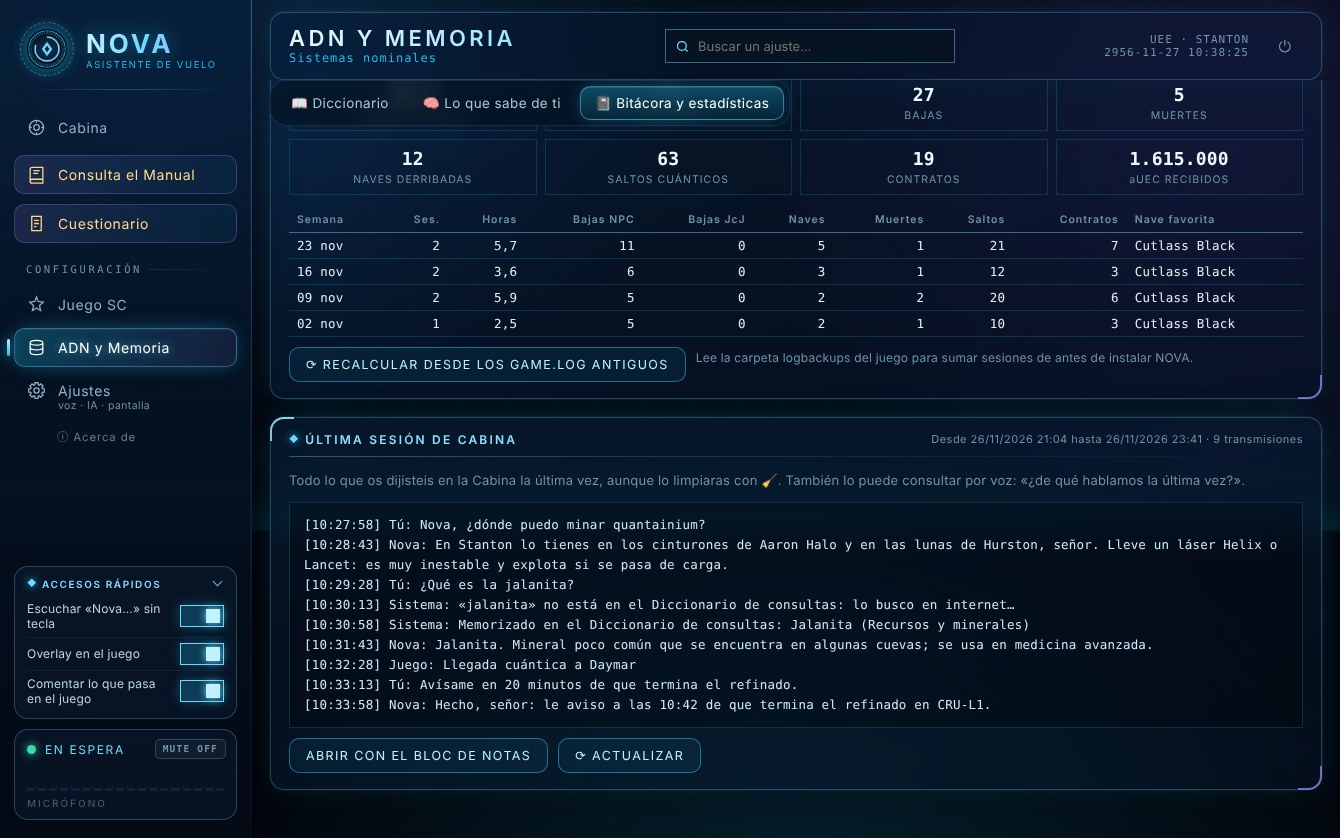 NOVA
ASISTENTE DE VUELO
Cabina
Consulta el Manual
Cuestionario
CONFIGURACIÓN
Juego SC
ADN y Memoria
Ajustes
voz · IA · pantalla
ⓘ Acerca de
ACCESOS RÁPIDOS
Escuchar «Nova...» sin
tecla
Overlay en el juego
Comentar lo que pasa
en el juego
EN ESPERA
MUTE OFF
MICRÓFONO
ADN Y MEMORIA
Sistemas nominales
Buscar un ajuste...
UEE · STANTON
2956-11-27 10:38:25
Diccionario
Lo que sabe de ti
Bitácora y estadísticas
27
BAJAS
5
MUERTES
12
NAVES DERRIBADAS
63
SALTOS CUÁNTICOS
19
CONTRATOS
1.615.000
aUEC RECIBIDOS
Semana Ses. Horas Bajas NPC Bajas JcJ Naves Muertes Saltos Contratos Nave favorita
23 nov 2 5,7 11 0 5 1 21 7 Cutlass Black
16 nov 2 3,6 6 0 3 1 12 3 Cutlass Black
09 nov 2 5,9 5 0 2 2 20 6 Cutlass Black
02 nov 1 2,5 5 0 2 1 10 3 Cutlass Black
⟳ RECALCULAR DESDE LOS GAME.LOG ANTIGUOS
Lee la carpeta logbackups del juego para sumar sesiones de antes de instalar NOVA.
ÚLTIMA SESIÓN DE CABINA
Desde 26/11/2026 21:04 hasta 26/11/2026 23:41 · 9 transmisiones
Todo lo que os dijisteis en la Cabina la última vez, aunque lo limpiaras con 🧹. También lo puede consultar por voz: «¿de qué hablamos la última vez?».
[10:27:58] Tú: Nova, ¿dónde puedo minar quantainium?
[10:28:43] Nova: En Stanton lo tienes en los cinturones de Aaron Halo y en las lunas de Hurston, señor. Lleve un láser Helix o
Lancet: es muy inestable y explota si se pasa de carga.
[10:29:28] Tú: ¿Qué es la jalanita?
[10:30:13] Sistema: «jalanita» no está en el Diccionario de consultas: lo busco en internet…
[10:30:58] Sistema: Memorizado en el Diccionario de consultas: Jalanita (Recursos y minerales)
[10:31:43] Nova: Jalanita. Mineral poco común que se encuentra en algunas cuevas; se usa en medicina avanzada.
[10:32:28] Juego: Llegada cuántica a Daymar
[10:33:13] Tú: Avísame en 20 minutos de que termina el refinado.
[10:33:58] Nova: Hecho, señor: le aviso a las 10:42 de que termina el refinado en CRU-L1.
ABRIR CON EL BLOC DE NOTAS
⟳ ACTUALIZAR